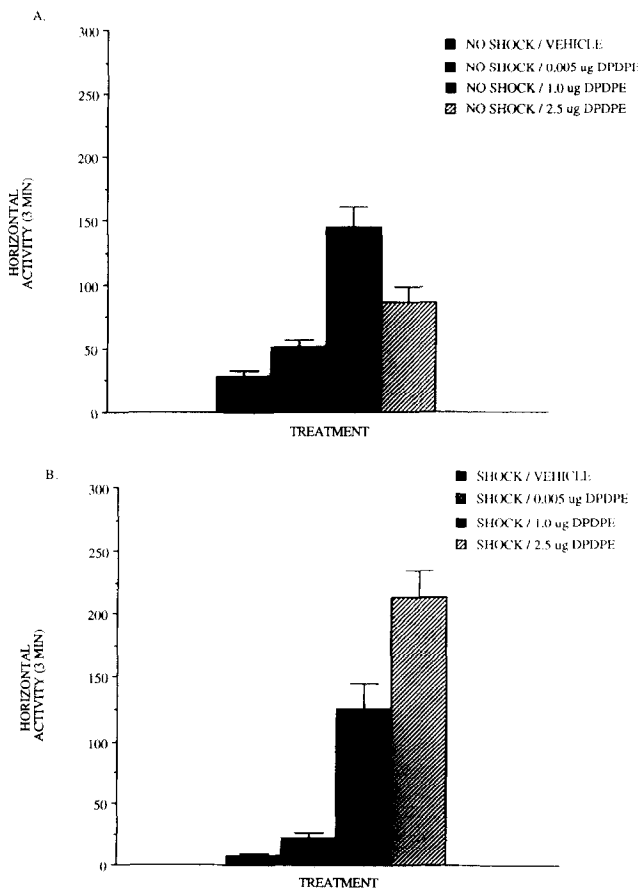 A.
300
250
200
150
100
50
0
HORIZONTAL
ACTIVITY (3 MIN)
NO SHOCK / VEHICLE
NO SHOCK / 0.005 ug DPDPE
NO SHOCK / 1.0 ug DPDPE
NO SHOCK / 2.5 ug DPDPE
TREATMENT
B.
300
250
200
150
100
50
0
HORIZONTAL
ACTIVITY (3 MIN)
SHOCK / VEHICLE
SHOCK / 0.005 ug DPDPE
SHOCK / 1.0 ug DPDPE
SHOCK / 2.5 ug DPDPE
TREATMENT